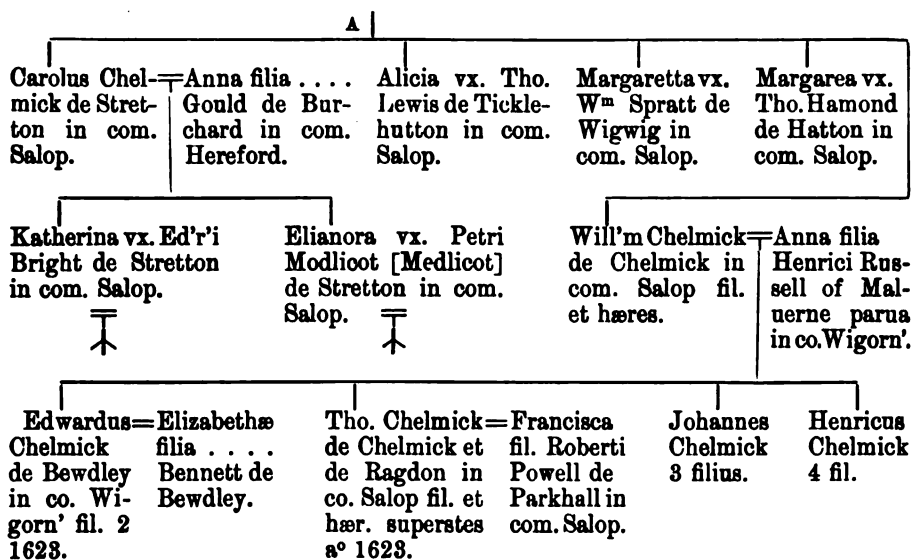 A
Carolus Chel-
mick de Stret-
ton in com.
Salop.
Anna filia . . . .
Gould de Bur-
chard in com.
Hereford.
Alicia vx. Tho.
Lewis de Tickle-
hutton in com.
Salop.
Margaretta vx.
Wᵐ Spratt de
Wigwig in
com. Salop.
Margarea vx.
Tho. Hamond
de Hatton in
com. Salop.
Katherina vx. Ed'r'i
Bright de Stretton
in com. Salop.
Elianora vx. Petri
Modlicot [Medlicot]
de Stretton in com.
Salop.
Will'm Chelmick
de Chelmick in
com. Salop fil.
et hæres.
Anna filia
Henrici Rus-
sell of Mal-
uerne parua
in co. Wigorn'.
Edwardus
Chelmick
de Bewdley
in co. Wi-
gorn' fil. 2
1623.
Elizabethæ
filia . . . .
Bennett de
Bewdley.
Tho. Chelmick
de Chelmick et
de Ragdon in
co. Salop fil. et
hær. superstes
aº 1623.
Francisca
fil. Roberti
Powell de
Parkhall in
com. Salop.
Johannes
Chelmick
3 filius.
Henricus
Chelmick
4 fil.